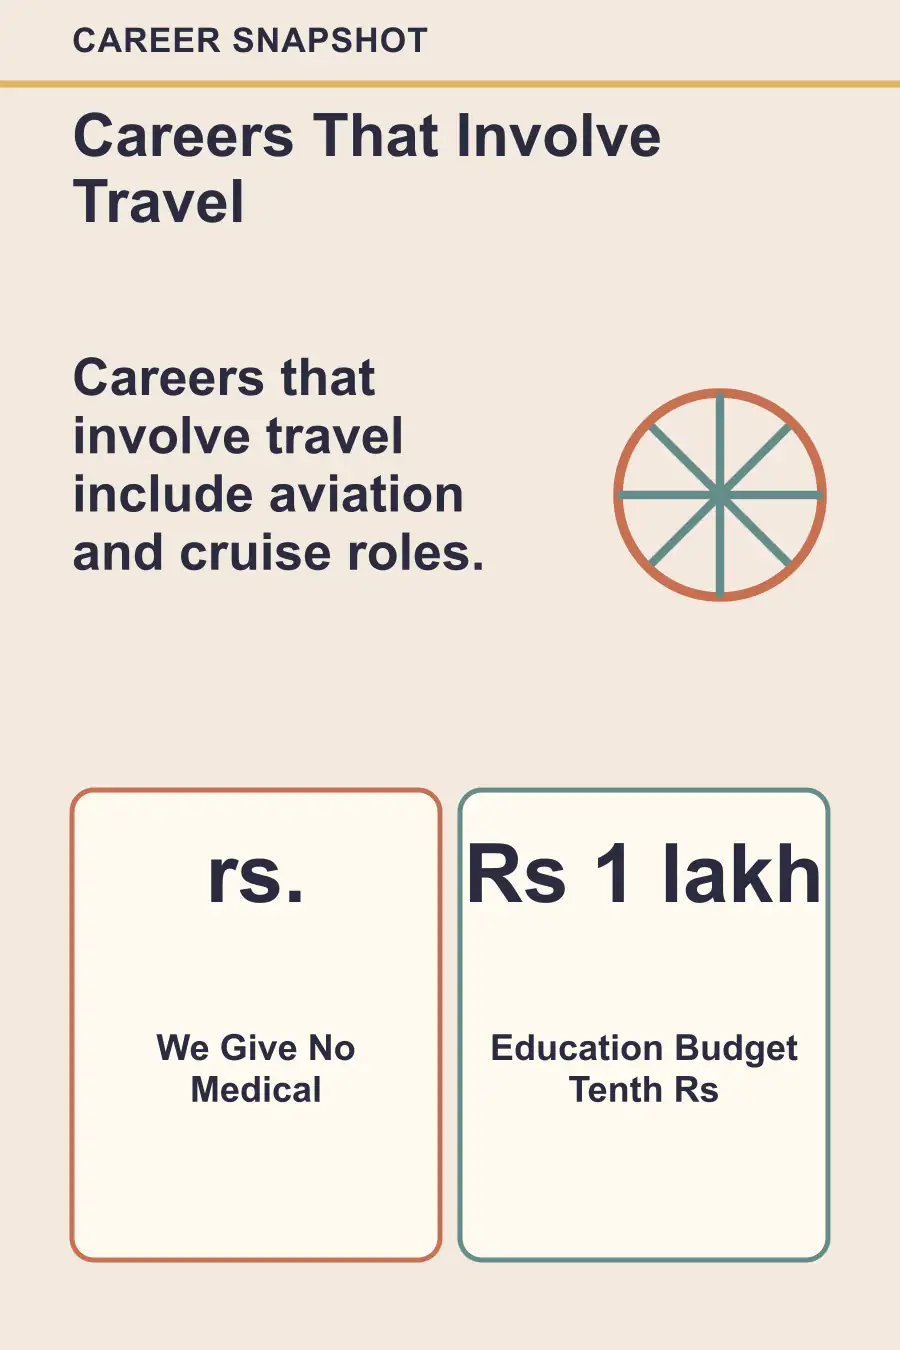 CAREER SNAPSHOT
Careers That Involve
Travel
Careers that
involve travel
include aviation
and cruise roles.
rs.
We Give No
Medical
Rs 1 lakh
Education Budget
Tenth Rs